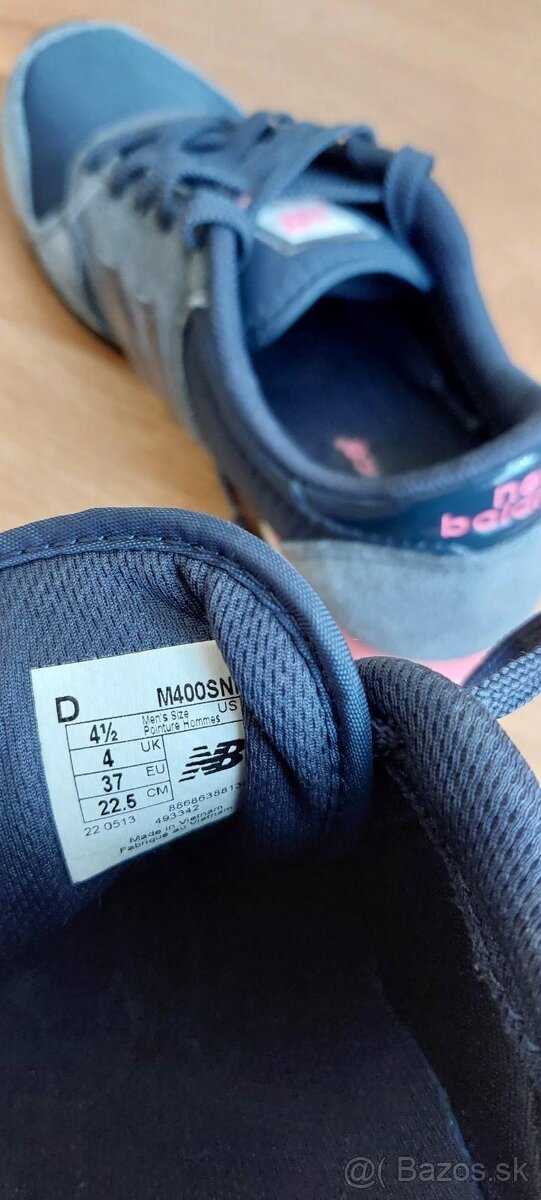 new
balance
D M400SN
4½ Men's Size US
Pointure Hommes
4 UK
37 EU
22.5 CM
22 0513 493342
Made in Vietnam
Fabriqué au Vietnam
@( Bazos.sk